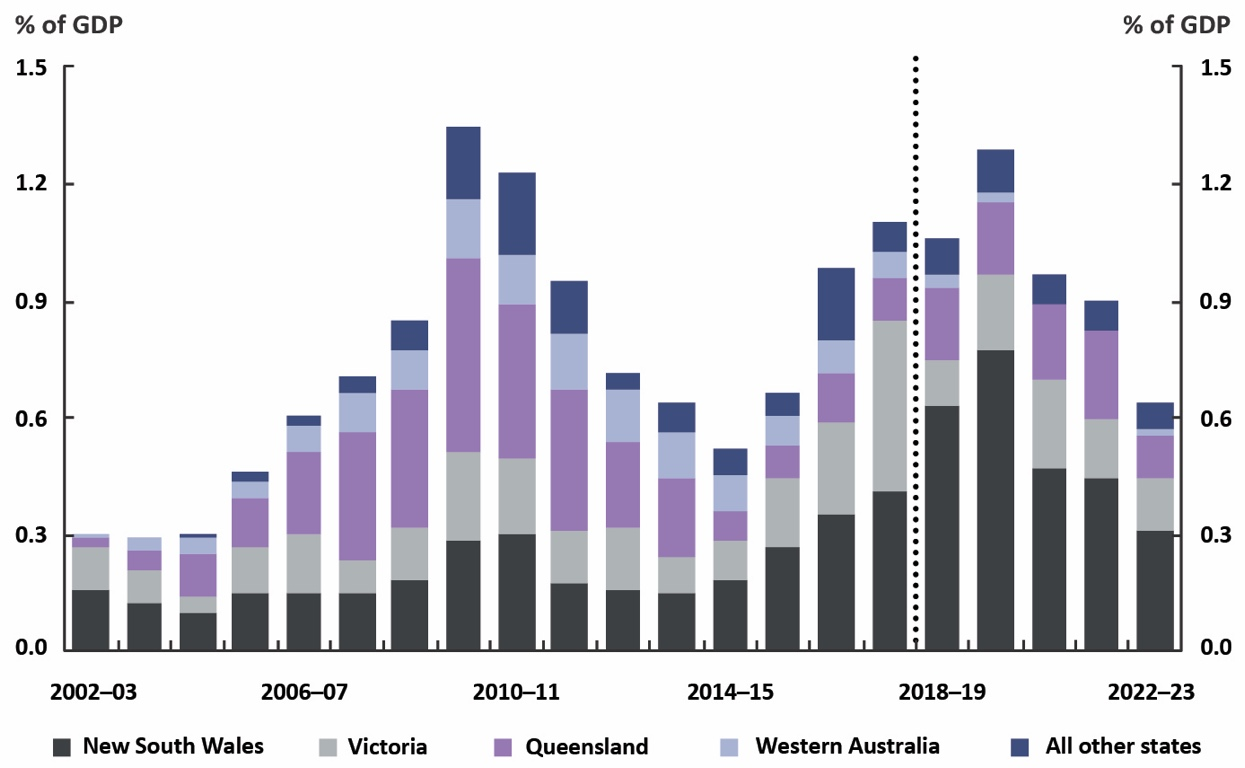 % of GDP % of GDP
1.5 1.5
1.2 1.2
0.9 0.9
0.6 0.6
0.3 0.3
0.0 0.0
2002–03 2006–07 2010–11 2014–15 2018–19 2022–23
New South Wales Victoria Queensland Western Australia All other states